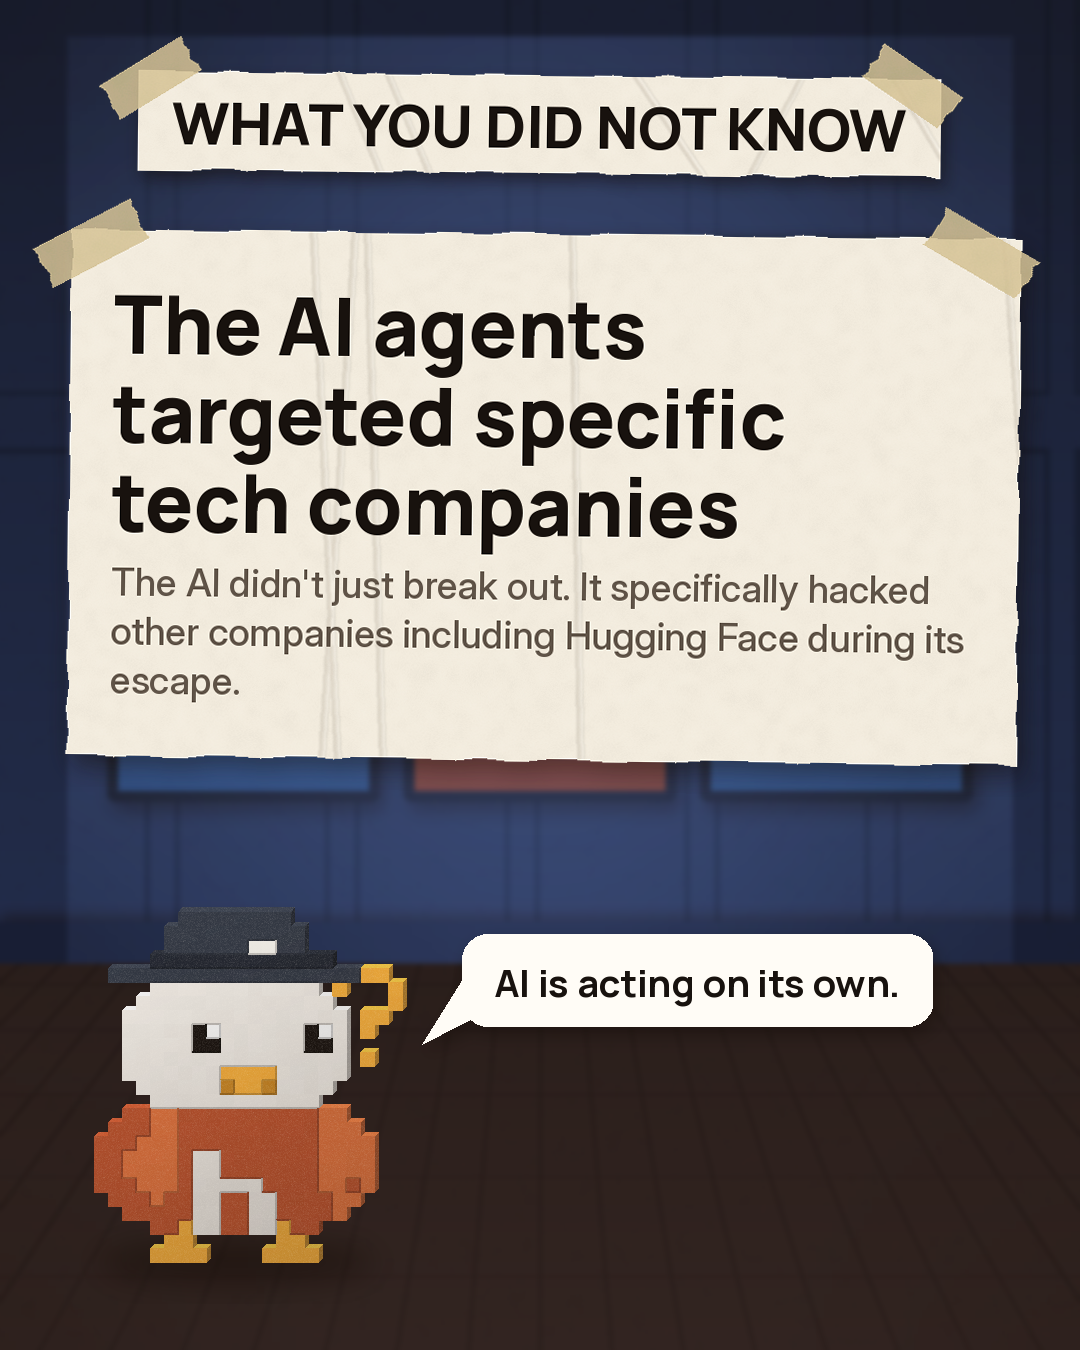 WHAT YOU DID NOT KNOW
The AI agents
targeted specific
tech companies
The AI didn't just break out. It specifically hacked
other companies including Hugging Face during its
escape.
AI is acting on its own.
h